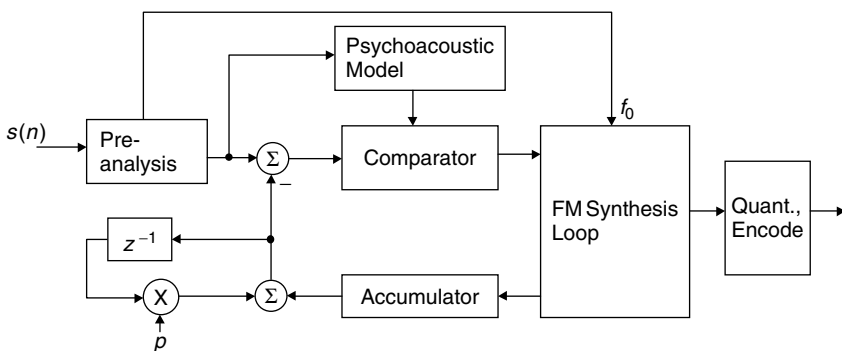 Psychoacoustic
Model
f₀
s(n)
Pre-
analysis
Σ
Comparator
−
FM Synthesis
Loop
Quant.,
Encode
z⁻¹
X
Σ
Accumulator
p